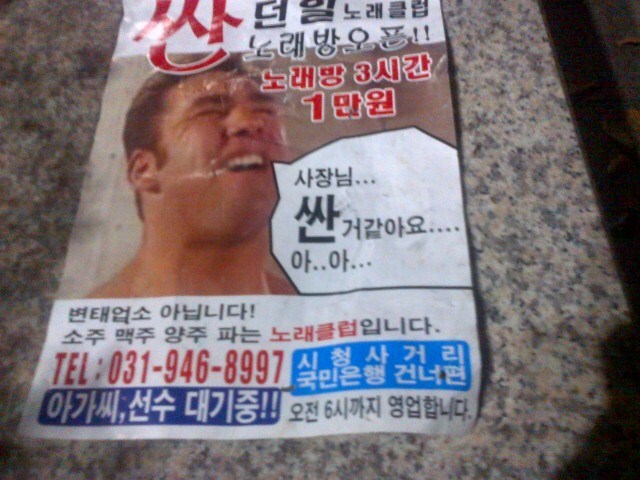 싼 던힐 노래클럽
노래방오픈!!
노래방 3시간
1만원
사장님...
싼거같아요....
아..아...
변태업소 아닙니다!
소주 맥주 양주 파는 노래클럽입니다.
TEL : 031-946-8997
시청사거리
국민은행 건너편
아가씨,선수 대기중!!
오전 6시까지 영업합니다.